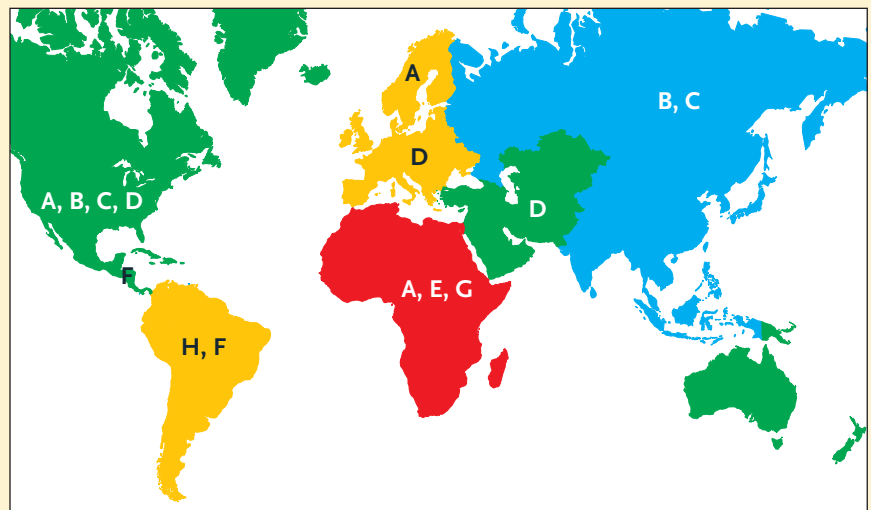 A
B, C
D
A, B, C, D
D
F
A, E, G
H, F